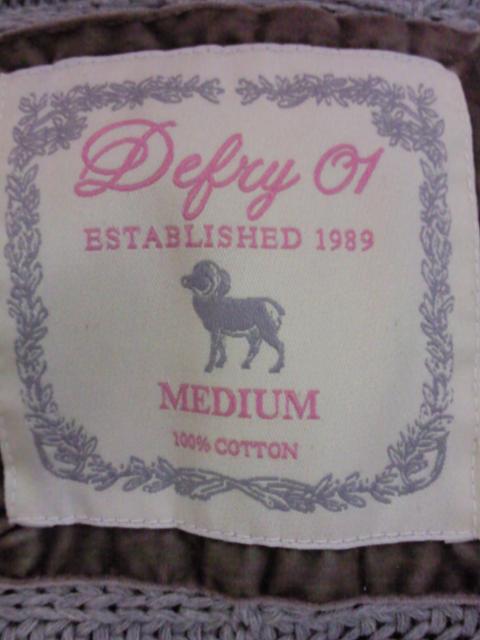 Defry 01
ESTABLISHED 1989
MEDIUM
100% COTTON